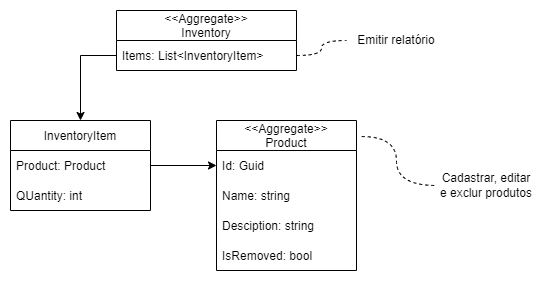 <<Aggregate>>
Inventory
Items: List<InventoryItem>
Emitir relatório
InventoryItem
Product: Product
QUantity: int
<<Aggregate>>
Product
Id: Guid
Name: string
Desciption: string
IsRemoved: bool
Cadastrar, editar
e exclur produtos